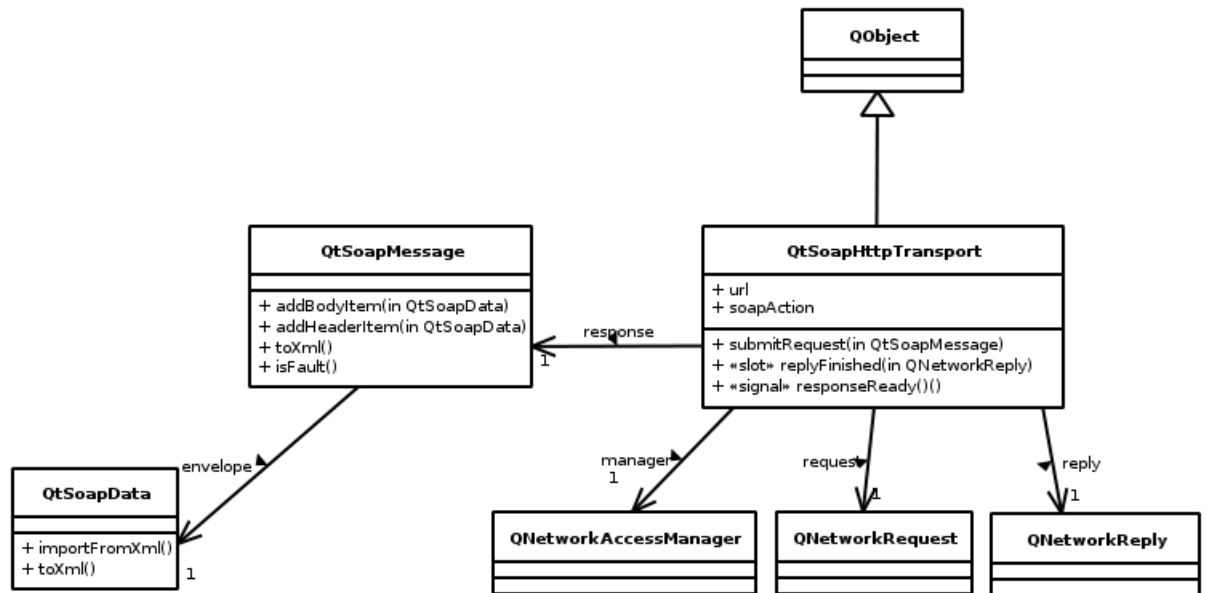 QObject
QtSoapMessage
+ addBodyItem(in QtSoapData)
+ addHeaderItem(in QtSoapData)
+ toXml()
+ isFault()
response
1
QtSoapHttpTransport
+ url
+ soapAction
+ submitRequest(in QtSoapMessage)
+ «slot» replyFinished(in QNetworkReply)
+ «signal» responseReady()()
envelope
manager
1
request
1
reply
1
QtSoapData
+ importFromXml()
+ toXml()
1
QNetworkAccessManager
QNetworkRequest
QNetworkReply